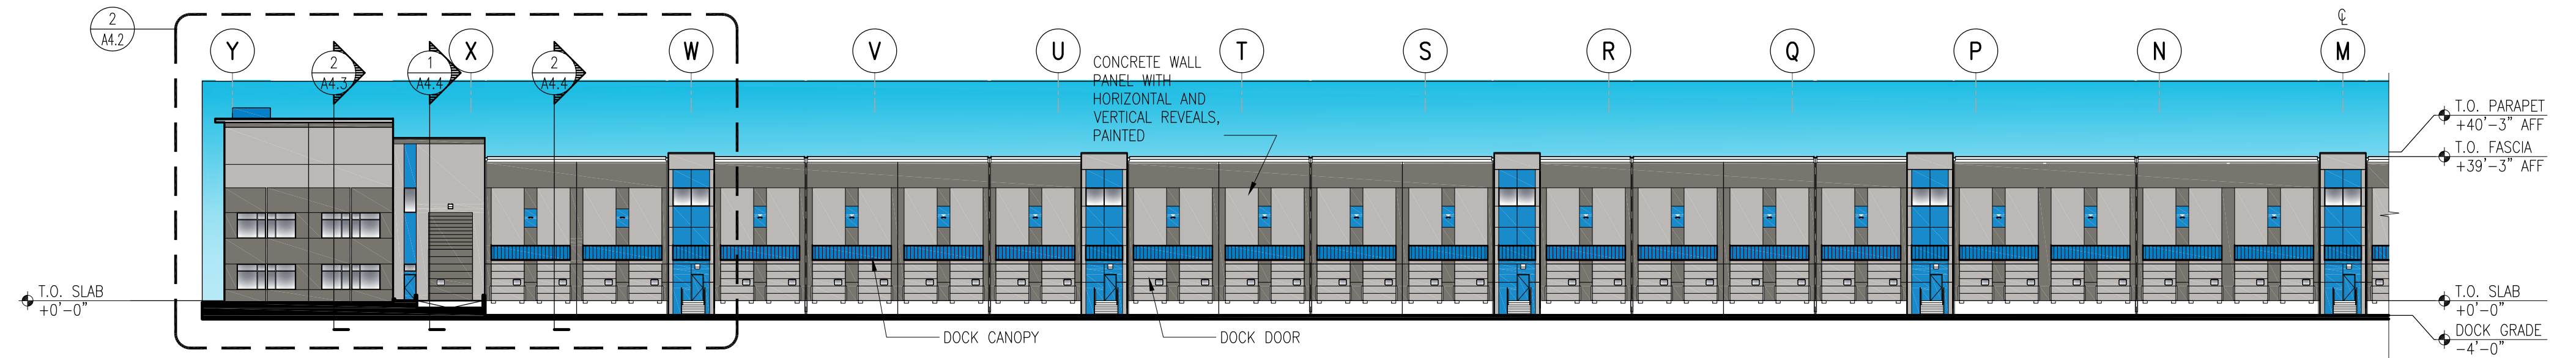 2
A4.2
Y
X
W
V
U
T
S
R
Q
P
N
M
℄
2
A4.3
1
A4.4
2
A4.4
CONCRETE WALL
PANEL WITH
HORIZONTAL AND
VERTICAL REVEALS,
PAINTED
T.O. PARAPET
+40'-3" AFF
T.O. FASCIA
+39'-3" AFF
T.O. SLAB
+0'-0"
T.O. SLAB
+0'-0"
DOCK GRADE
-4'-0"
DOCK CANOPY
DOCK DOOR